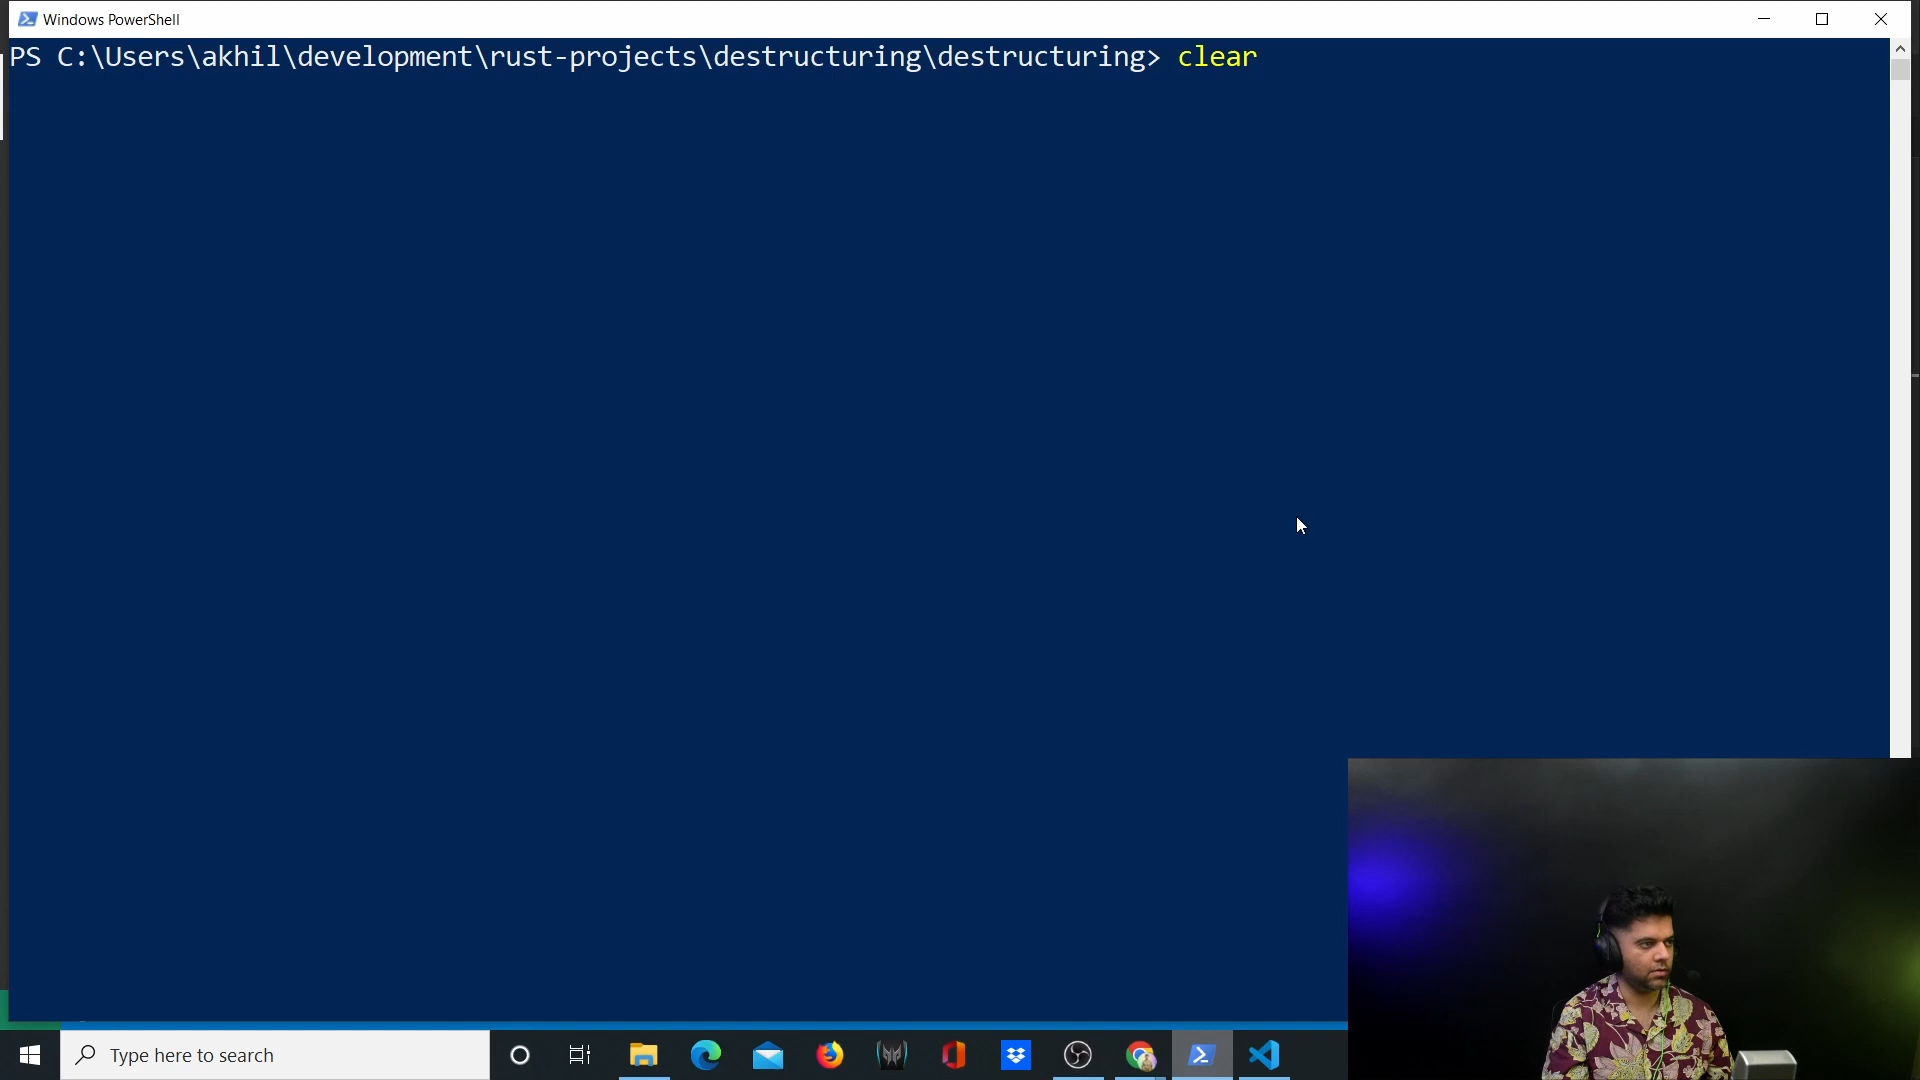 Windows PowerShell
PS C:\Users\akhil\development\rust-projects\destructuring\destructuring> clear
Type here to search